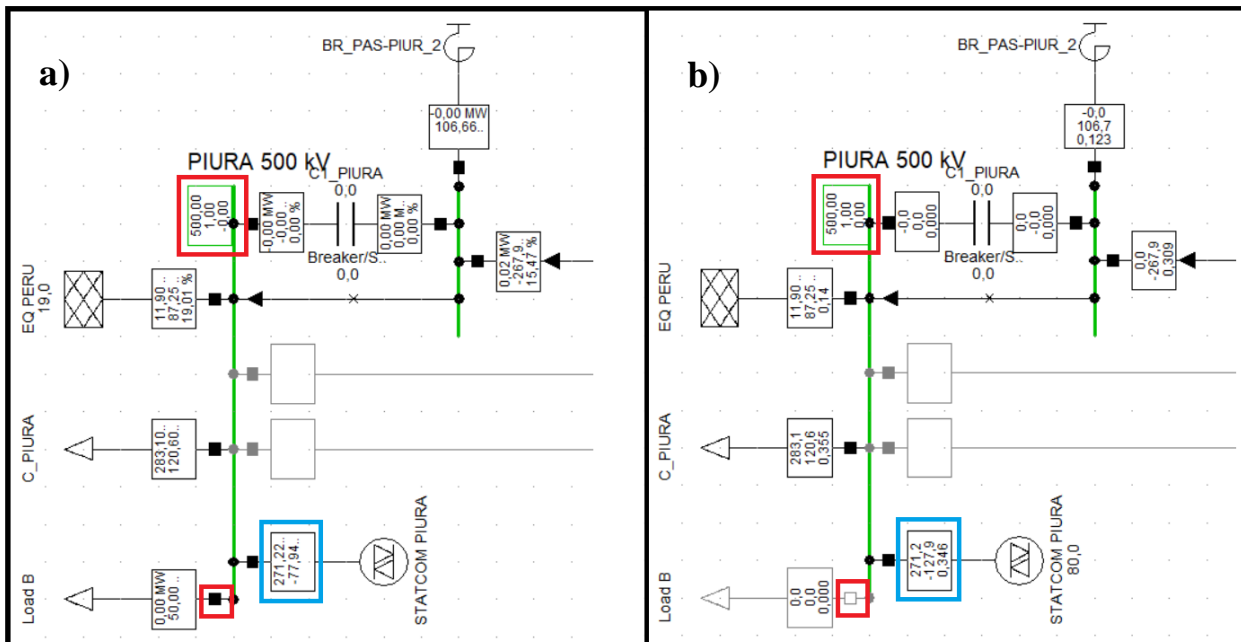 a)
BR_PAS-PIUR_2
-0,00 MW
106,66..
PIURA 500 kV
C1_PIURA
0,0
500,00
1,00
-0,00
-0,00 MW
-0,00..
0,00 %
0,00 MW
0,00 M..
0,00 %
Breaker/S..
0,0
0,02 MW
-267,9..
15,47 %
EQ PERU
19,0
11,90 ..
87,25 ..
19,01 %
C_PIURA
283,10..
120,60..
271,22..
-77,94..
STATCOM PIURA
Load B
0,00 MW
50,00 ..
b)
BR_PAS-PIUR_2
-0,0
106,7
0,123
PIURA 500 kV
C1_PIURA
0,0
500,00
1,00
-0,00
-0,0
0,0
0,000
0,0
-0,0
0,000
Breaker/S..
0,0
0,0
-267,9
0,309
EQ PERU
11,90 ..
87,25 ..
0,14
C_PIURA
283,1
120,6
0,355
271,2
-127,9
0,346
STATCOM PIURA
80,0
Load B
0,0
0,0
0,000